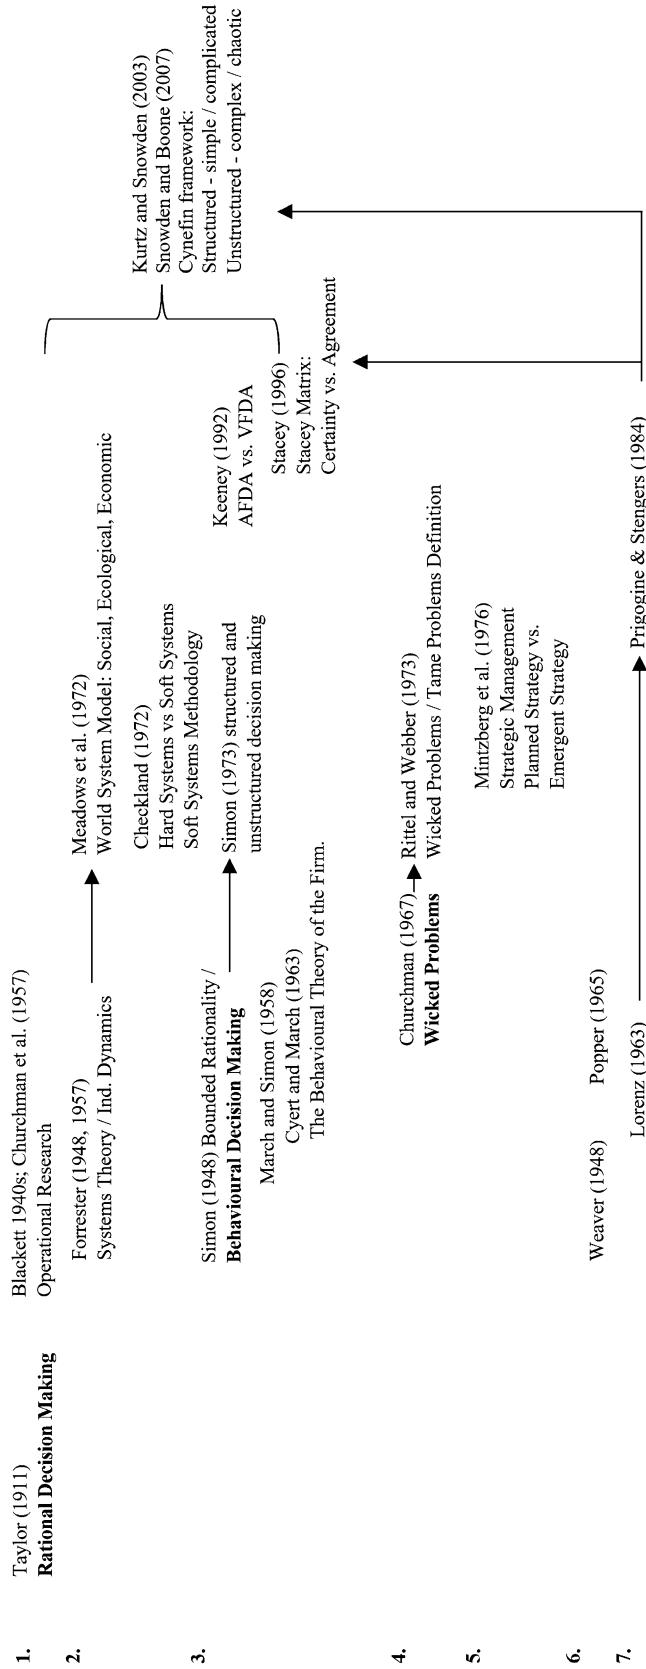 1.
Taylor (1911)
Rational Decision Making
Blackett 1940s; Churchman et al. (1957)
Operational Research
2.
Forrester (1948, 1957)
Systems Theory / Ind. Dynamics
Meadows et al. (1972)
World System Model: Social, Ecological, Economic
Checkland (1972)
Hard Systems vs Soft Systems
Soft Systems Methodology
Kurtz and Snowden (2003)
Snowden and Boone (2007)
Cynefin framework:
Structured - simple / complicated
Unstructured - complex / chaotic
3.
Simon (1948) Bounded Rationality /
Behavioural Decision Making
March and Simon (1958)
Cyert and March (1963)
The Behavioural Theory of the Firm.
Simon (1973) structured and
unstructured decision making
Keeney (1992)
AFDA vs. VFDA
Stacey (1996)
Stacey Matrix:
Certainty vs. Agreement
4.
Churchman (1967)
Wicked Problems
Rittel and Webber (1973)
Wicked Problems / Tame Problems Definition
5.
Mintzberg et al. (1976)
Strategic Management
Planned Strategy vs.
Emergent Strategy
6.
Weaver (1948)
Popper (1965)
7.
Lorenz (1963)
Prigogine & Stengers (1984)